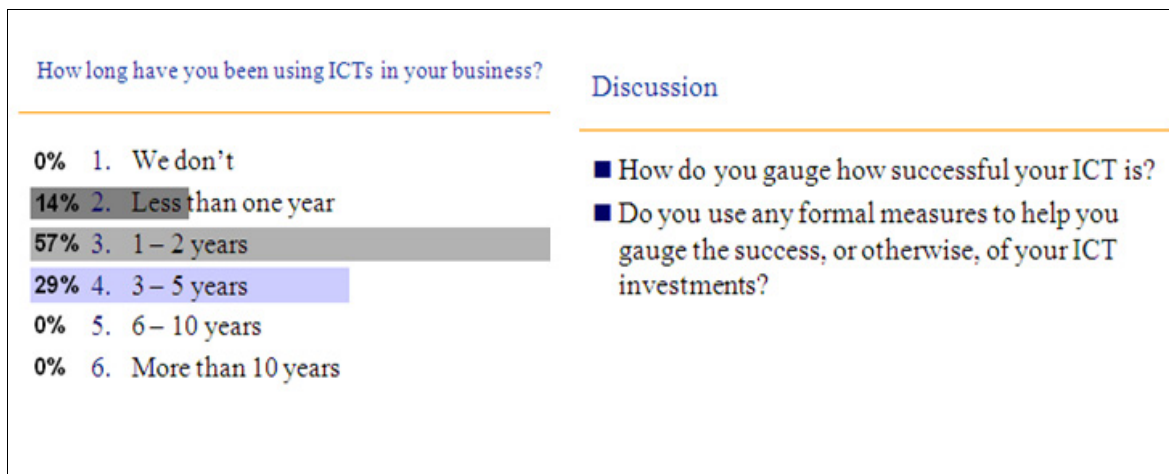 How long have you been using ICTs in your business?
0% 1. We don't
14% 2. Less than one year
57% 3. 1 – 2 years
29% 4. 3 – 5 years
0% 5. 6 – 10 years
0% 6. More than 10 years
Discussion
■ How do you gauge how successful your ICT is?
■ Do you use any formal measures to help you
gauge the success, or otherwise, of your ICT
investments?